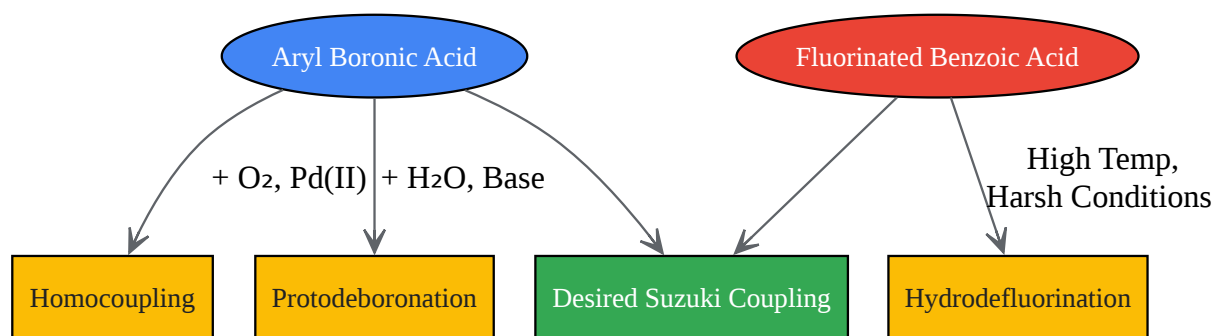 Aryl Boronic Acid
Fluorinated Benzoic Acid
+ O₂, Pd(II)
+ H₂O, Base
High Temp,
Harsh Conditions
Homocoupling
Protodeboronation
Desired Suzuki Coupling
Hydrodefluorination